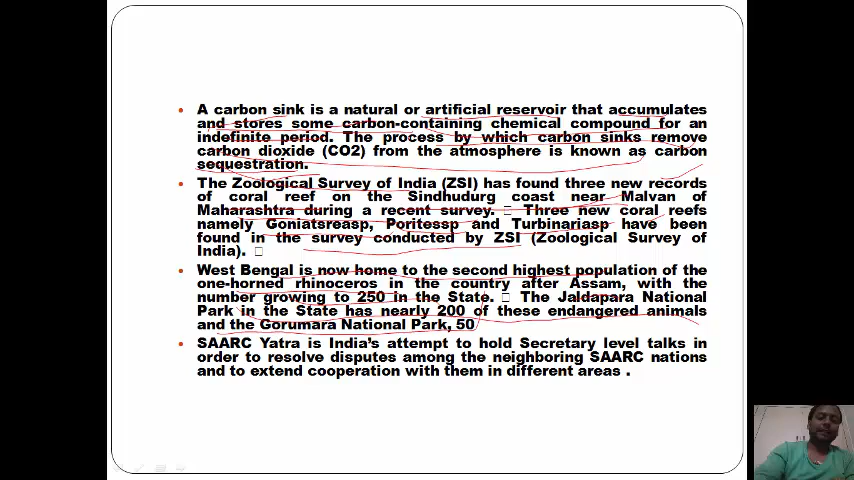 • A carbon sink is a natural or artificial reservoir that accumulates
and stores some carbon-containing chemical compound for an
indefinite period. The process by which carbon sinks remove
carbon dioxide (CO2) from the atmosphere is known as carbon
sequestration.
• The Zoological Survey of India (ZSI) has found three new records
of coral reef on the Sindhudurg coast near Malvan of
Maharashtra during a recent survey. Three new coral reefs
namely Goniatsreasp, Poritessp and Turbinariasp have been
found in the survey conducted by ZSI (Zoological Survey of
India).
• West Bengal is now home to the second highest population of the
one-horned rhinoceros in the country after Assam, with the
number growing to 250 in the State. The Jaldapara National
Park in the State has nearly 200 of these endangered animals
and the Gorumara National Park, 50
• SAARC Yatra is India's attempt to hold Secretary level talks in
order to resolve disputes among the neighboring SAARC nations
and to extend cooperation with them in different areas .